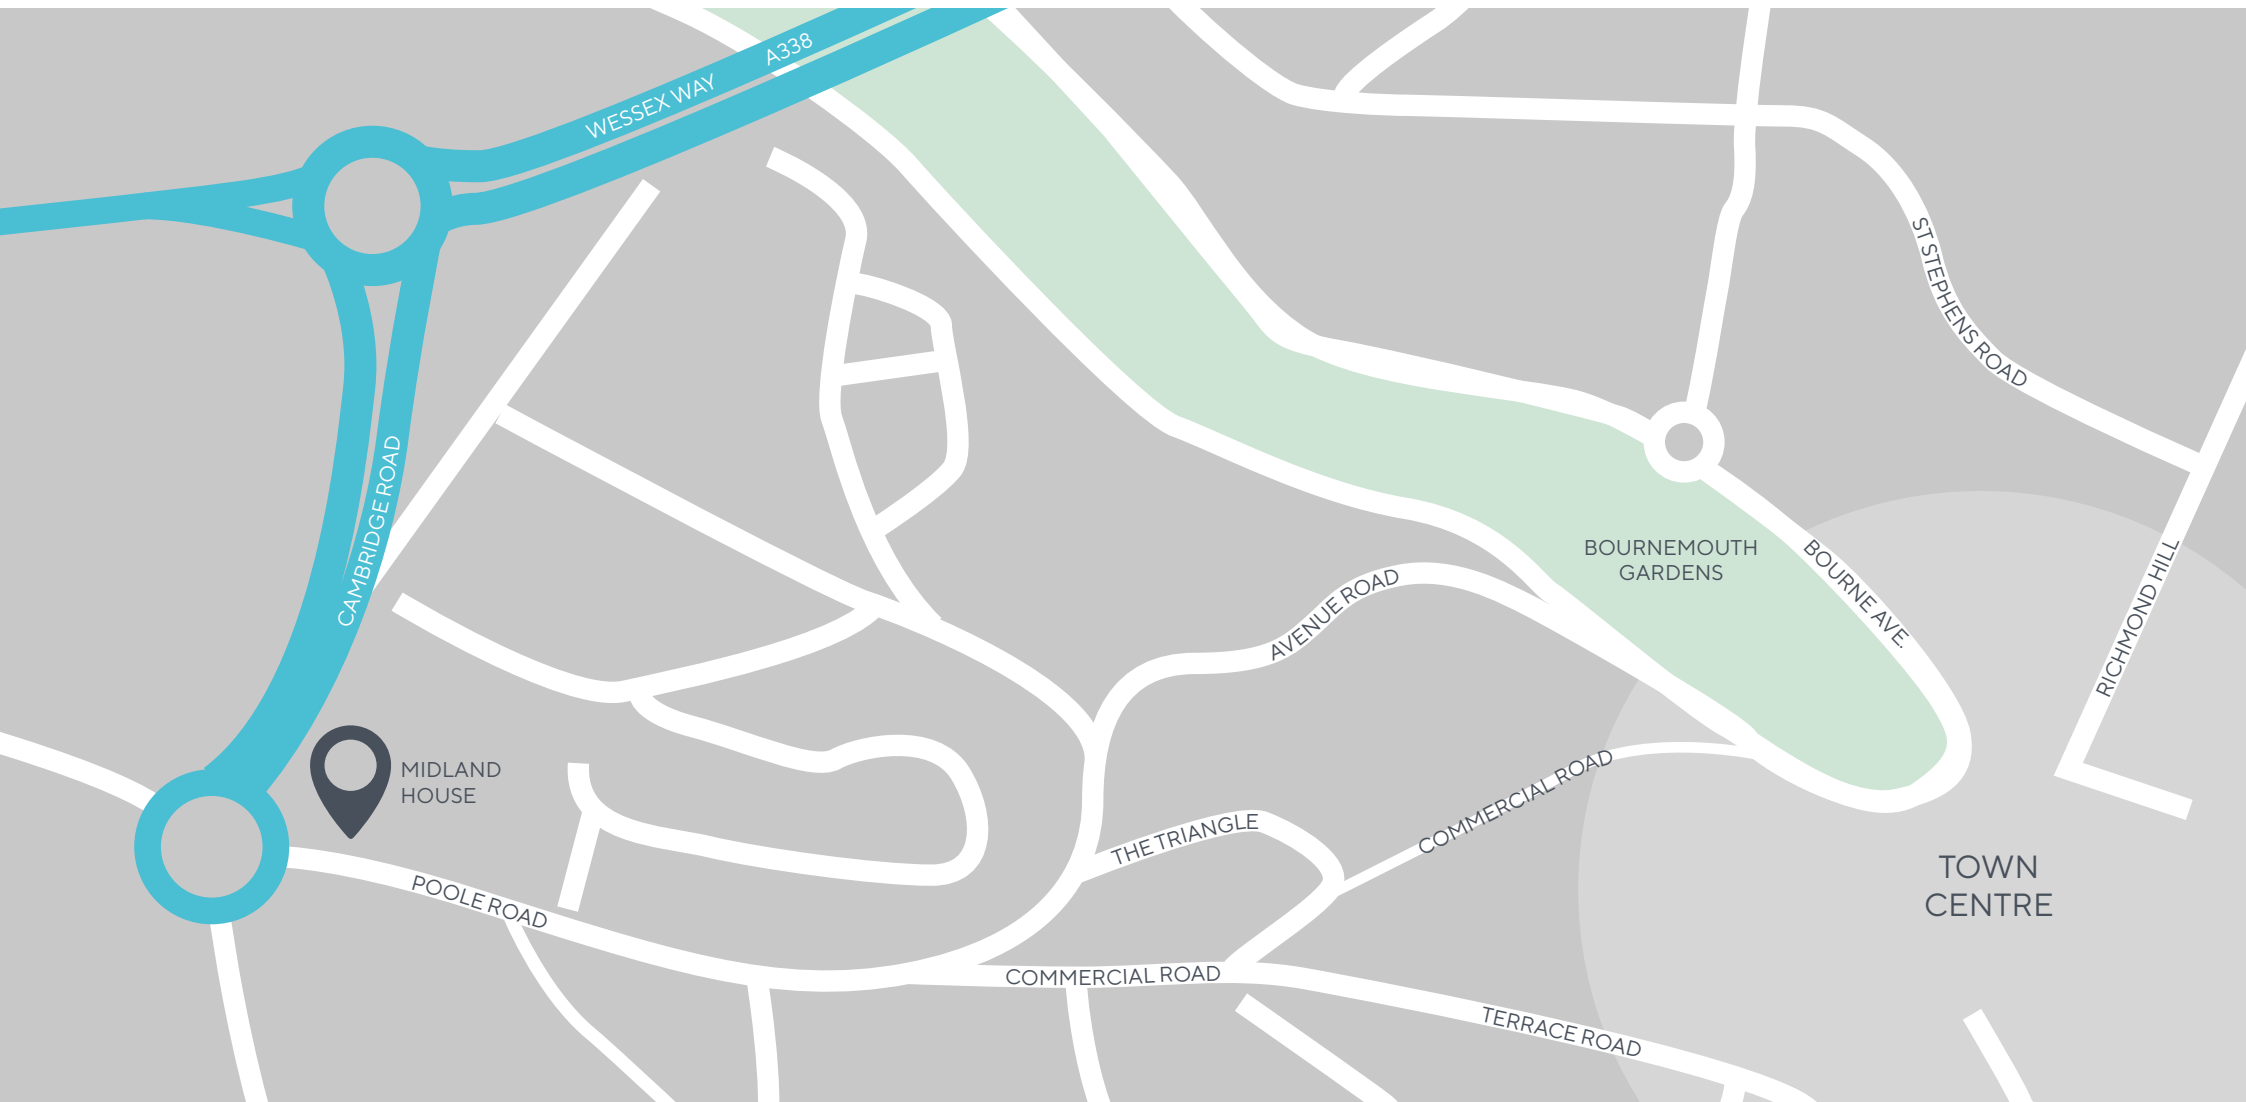 A338
WESSEX WAY
ST STEPHENS ROAD
CAMBRIDGE ROAD
BOURNEMOUTH
GARDENS
BOURNE AVE.
RICHMOND HILL
AVENUE ROAD
MIDLAND
HOUSE
COMMERCIAL ROAD
THE TRIANGLE
TOWN
CENTRE
POOLE ROAD
COMMERCIAL ROAD
TERRACE ROAD